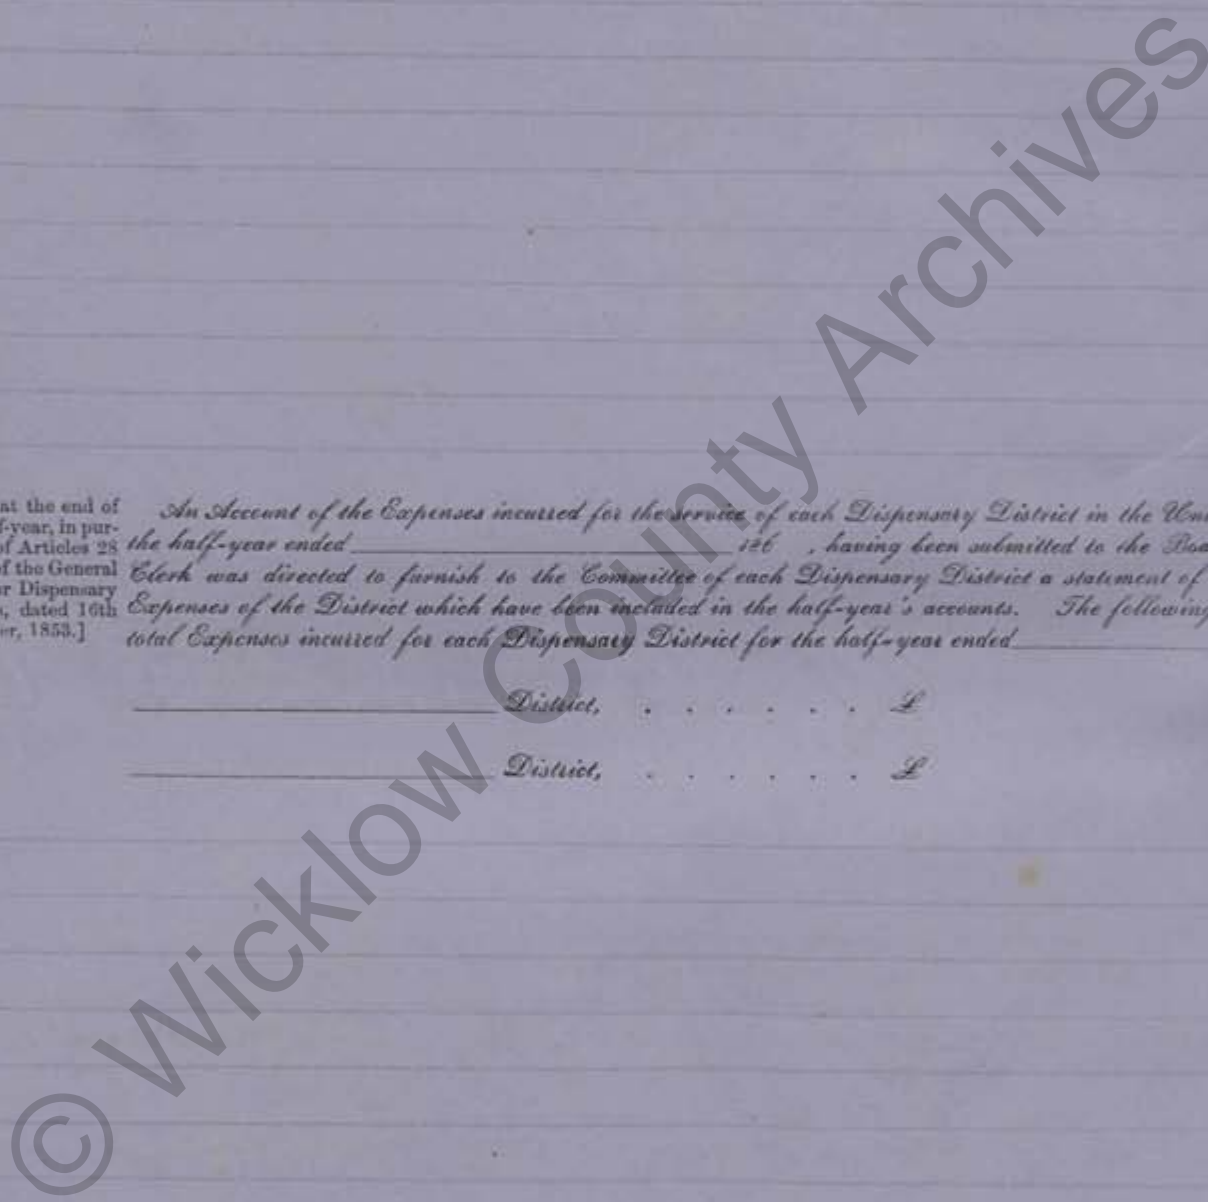 at the end of
f-year, in pur-
of Articles 28
of the General
r Dispensary
s, dated 16th
er, 1853.]
An Account of the Expenses incurred for the service of each Dispensary District in the Uni
the half-year ended 186 , having been submitted to the Boa
Clerk was directed to furnish to the Committee of each Dispensary District a statement of
Expenses of the District which have been included in the half-year's accounts. The following
total Expenses incurred for each Dispensary District for the half-year ended
District, . . . . . . £
District, . . . . . . £
© Wicklow County Archives